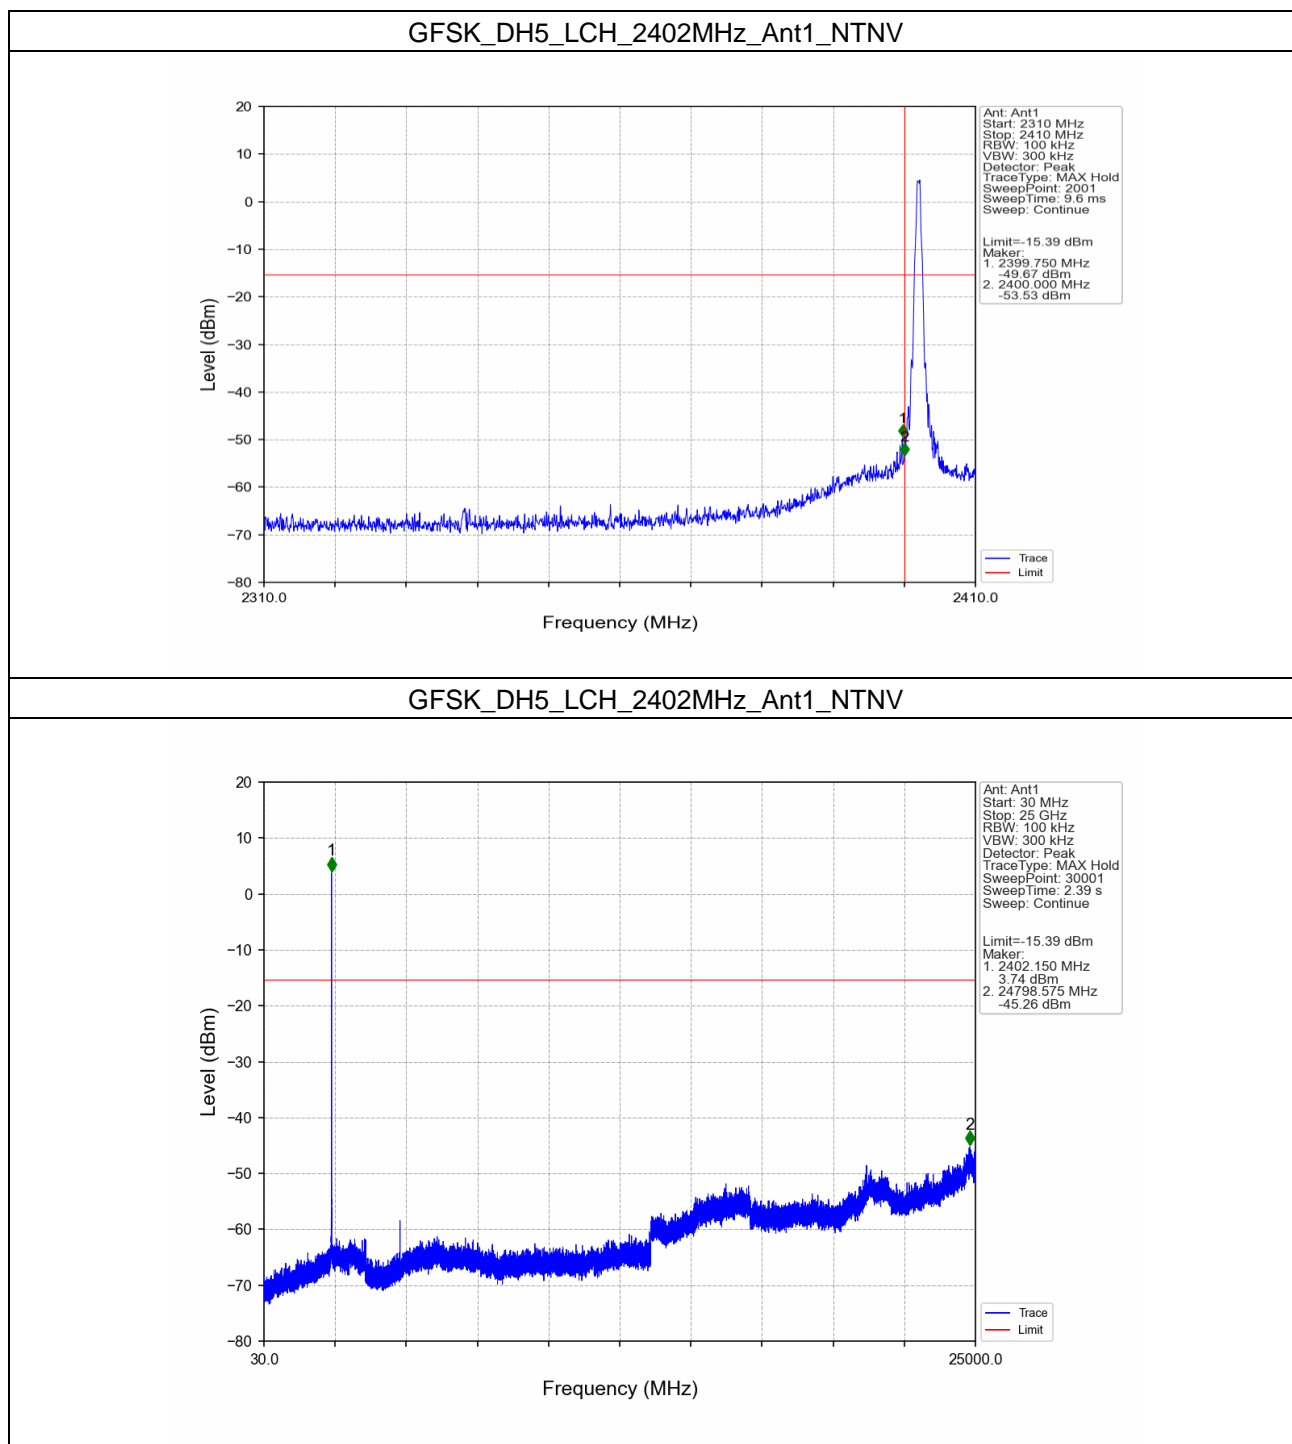 GFSK_DH5_LCH_2402MHz_Ant1_NTNV
20
10
0
−10
−20
−30
−40
−50
−60
−70
−80
Level (dBm)
2310.0
2410.0
Frequency (MHz)
1
2
Ant: Ant1
Start: 2310 MHz
Stop: 2410 MHz
RBW: 100 kHz
VBW: 300 kHz
Detector: Peak
TraceType: MAX Hold
SweepPoint: 2001
SweepTime: 9.6 ms
Sweep: Continue
Limit=-15.39 dBm
Maker:
1. 2399.750 MHz
-49.67 dBm
2. 2400.000 MHz
-53.53 dBm
Trace
Limit
GFSK_DH5_LCH_2402MHz_Ant1_NTNV
20
10
0
−10
−20
−30
−40
−50
−60
−70
−80
Level (dBm)
30.0
25000.0
Frequency (MHz)
1
2
Ant: Ant1
Start: 30 MHz
Stop: 25 GHz
RBW: 100 kHz
VBW: 300 kHz
Detector: Peak
TraceType: MAX Hold
SweepPoint: 30001
SweepTime: 2.39 s
Sweep: Continue
Limit=-15.39 dBm
Maker:
1. 2402.150 MHz
3.74 dBm
2. 24798.575 MHz
-45.26 dBm
Trace
Limit